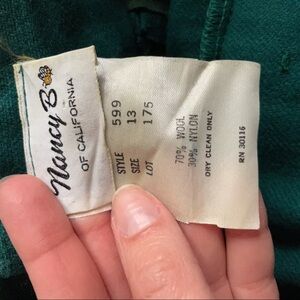 Nancy B
OF CALIFORNIA
STYLE 599
SIZE 13
LOT 175
70% WOOL
30% NYLON
DRY CLEAN ONLY
RN 30116